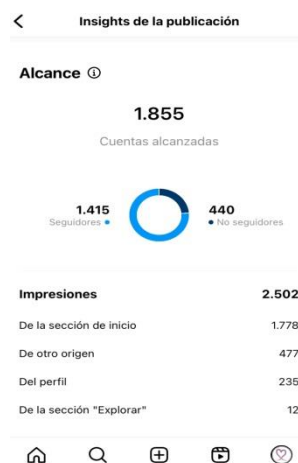 Insights de la publicación
Alcance
1.855
Cuentas alcanzadas
1.415
Seguidores
440
No seguidores
Impresiones 2.502
De la sección de inicio 1.778
De otro origen 477
Del perfil 235
De la sección "Explorar" 12